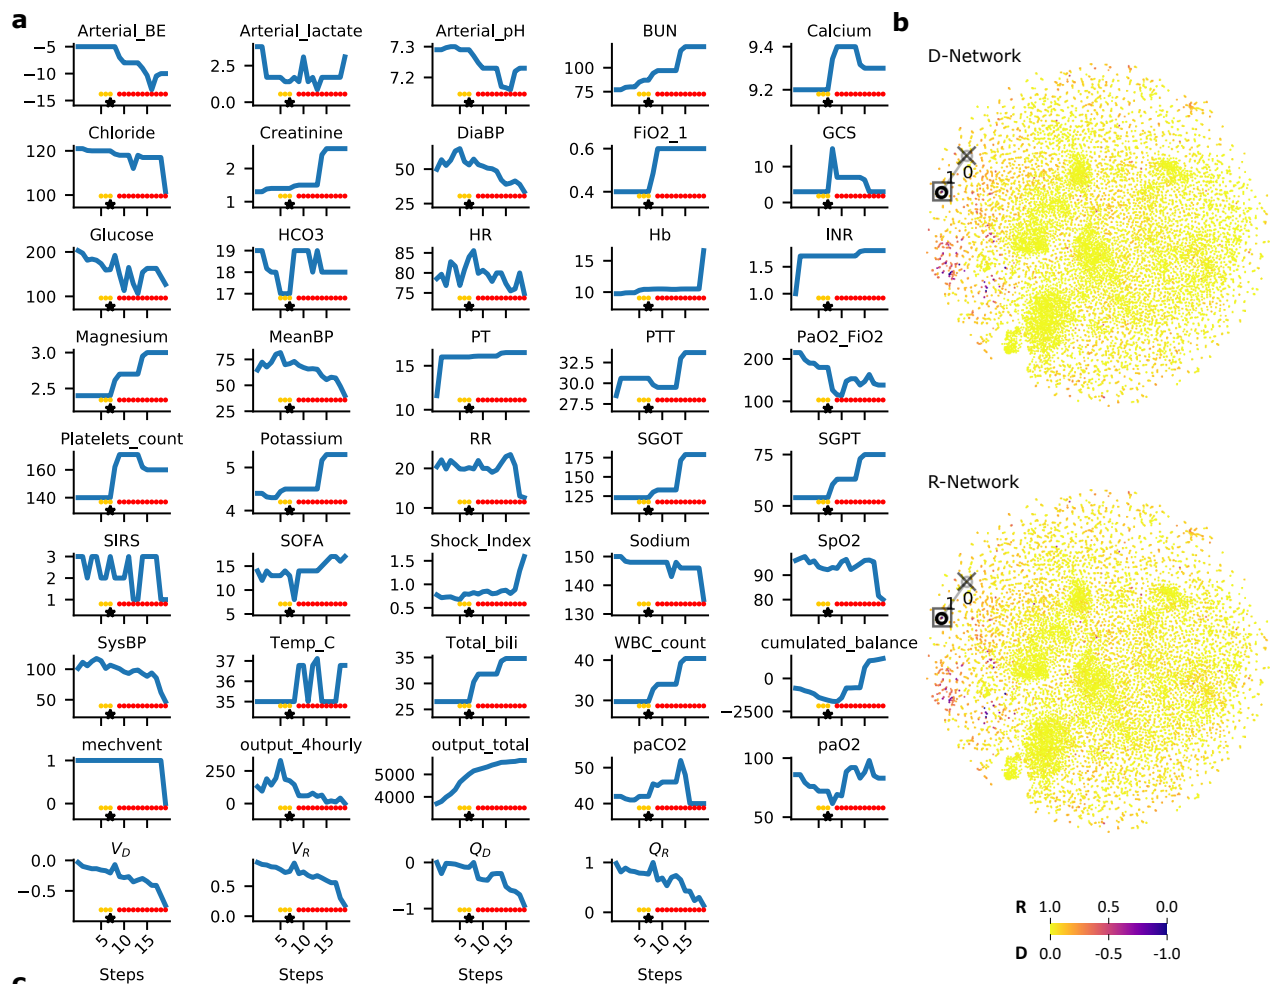 a
b
Arterial_BE Arterial_lactate Arterial_pH BUN Calcium
−5 −10 −15
2.5 0.0
7.3 7.2
100 75
9.4 9.2
Chloride Creatinine DiaBP FiO2_1 GCS
120 100
2 1
50 25
0.6 0.4
10 0
Glucose HCO3 HR Hb INR
200 100
19 18 17
85 80 75
15 10
1.5 1.0
Magnesium MeanBP PT PTT PaO2_FiO2
3.0 2.5
75 50 25
15 10
32.5 30.0 27.5
200 100
Platelets_count Potassium RR SGOT SGPT
160 140
5 4
20 10
175 150 125
75 50
SIRS SOFA Shock_Index Sodium SpO2
3 2 1
15 10 5
1.5 1.0 0.5
150 140 130
90 80
SysBP Temp_C Total_bili WBC_count cumulated_balance
100 50
37 36 35
35 30 25
40 30
0 −2500
mechvent output_4hourly output_total paCO2 paO2
1 0
250 0
5000 4000
50 40
100 50
V_D V_R Q_D Q_R
0.0 −0.5
0.5 0.0
0 −1
1 0
5 10 15
5 10 15
5 10 15
5 10 15
Steps Steps Steps Steps
D-Network
1 0
R-Network
1 0
R 1.0 0.5 0.0
D 0.0 -0.5 -1.0
c